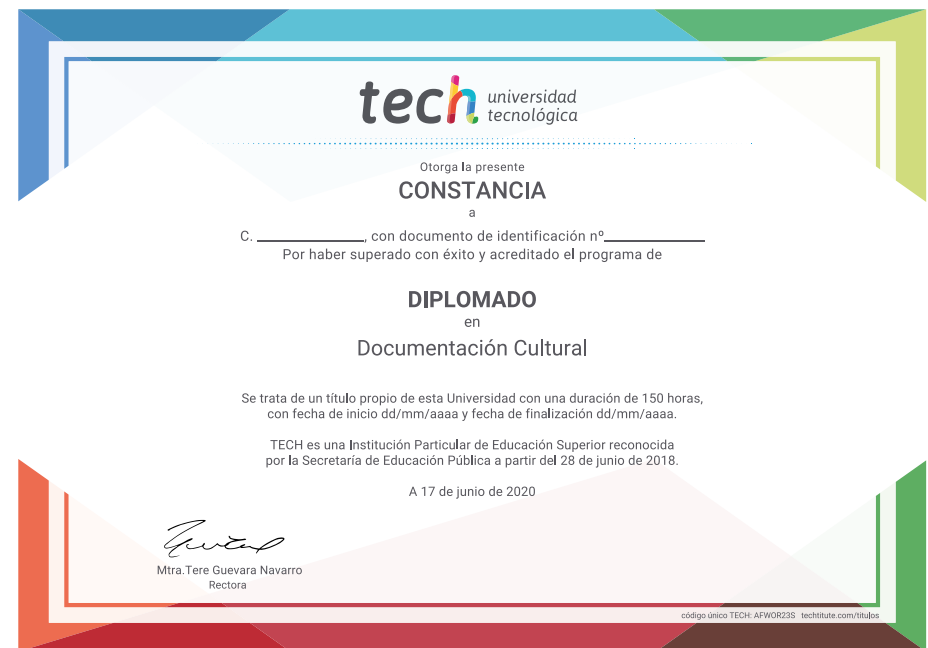 tech universidad
tecnológica
Otorga la presente
CONSTANCIA
a
C. ____________, con documento de identificación nº____________
Por haber superado con éxito y acreditado el programa de
DIPLOMADO
en
Documentación Cultural
Se trata de un título propio de esta Universidad con una duración de 150 horas,
con fecha de inicio dd/mm/aaaa y fecha de finalización dd/mm/aaaa.
TECH es una Institución Particular de Educación Superior reconocida
por la Secretaría de Educación Pública a partir del 28 de junio de 2018.
A 17 de junio de 2020
Mtra.Tere Guevara Navarro
Rectora
código único TECH: AFWOR23S techtitute.com/titulos